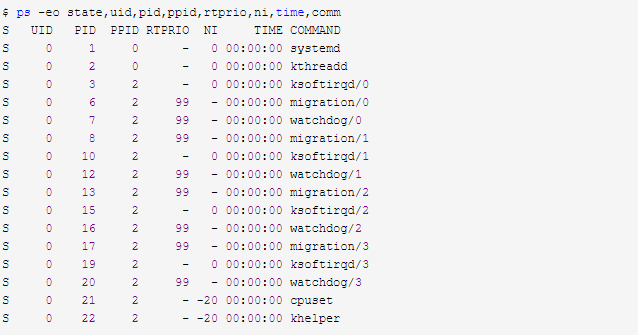 $ ps -eo state,uid,pid,ppid,rtprio,ni,time,comm
S   UID   PID  PPID RTPRIO  NI     TIME COMMAND
S     0     1     0      -   0 00:00:00 systemd
S     0     2     0      -   0 00:00:00 kthreadd
S     0     3     2      -   0 00:00:00 ksoftirqd/0
S     0     6     2     99   - 00:00:00 migration/0
S     0     7     2     99   - 00:00:00 watchdog/0
S     0     8     2     99   - 00:00:00 migration/1
S     0    10     2      -   0 00:00:00 ksoftirqd/1
S     0    12     2     99   - 00:00:00 watchdog/1
S     0    13     2     99   - 00:00:00 migration/2
S     0    15     2      -   0 00:00:00 ksoftirqd/2
S     0    16     2     99   - 00:00:00 watchdog/2
S     0    17     2     99   - 00:00:00 migration/3
S     0    19     2      -   0 00:00:00 ksoftirqd/3
S     0    20     2     99   - 00:00:00 watchdog/3
S     0    21     2      - -20 00:00:00 cpuset
S     0    22     2      - -20 00:00:00 khelper